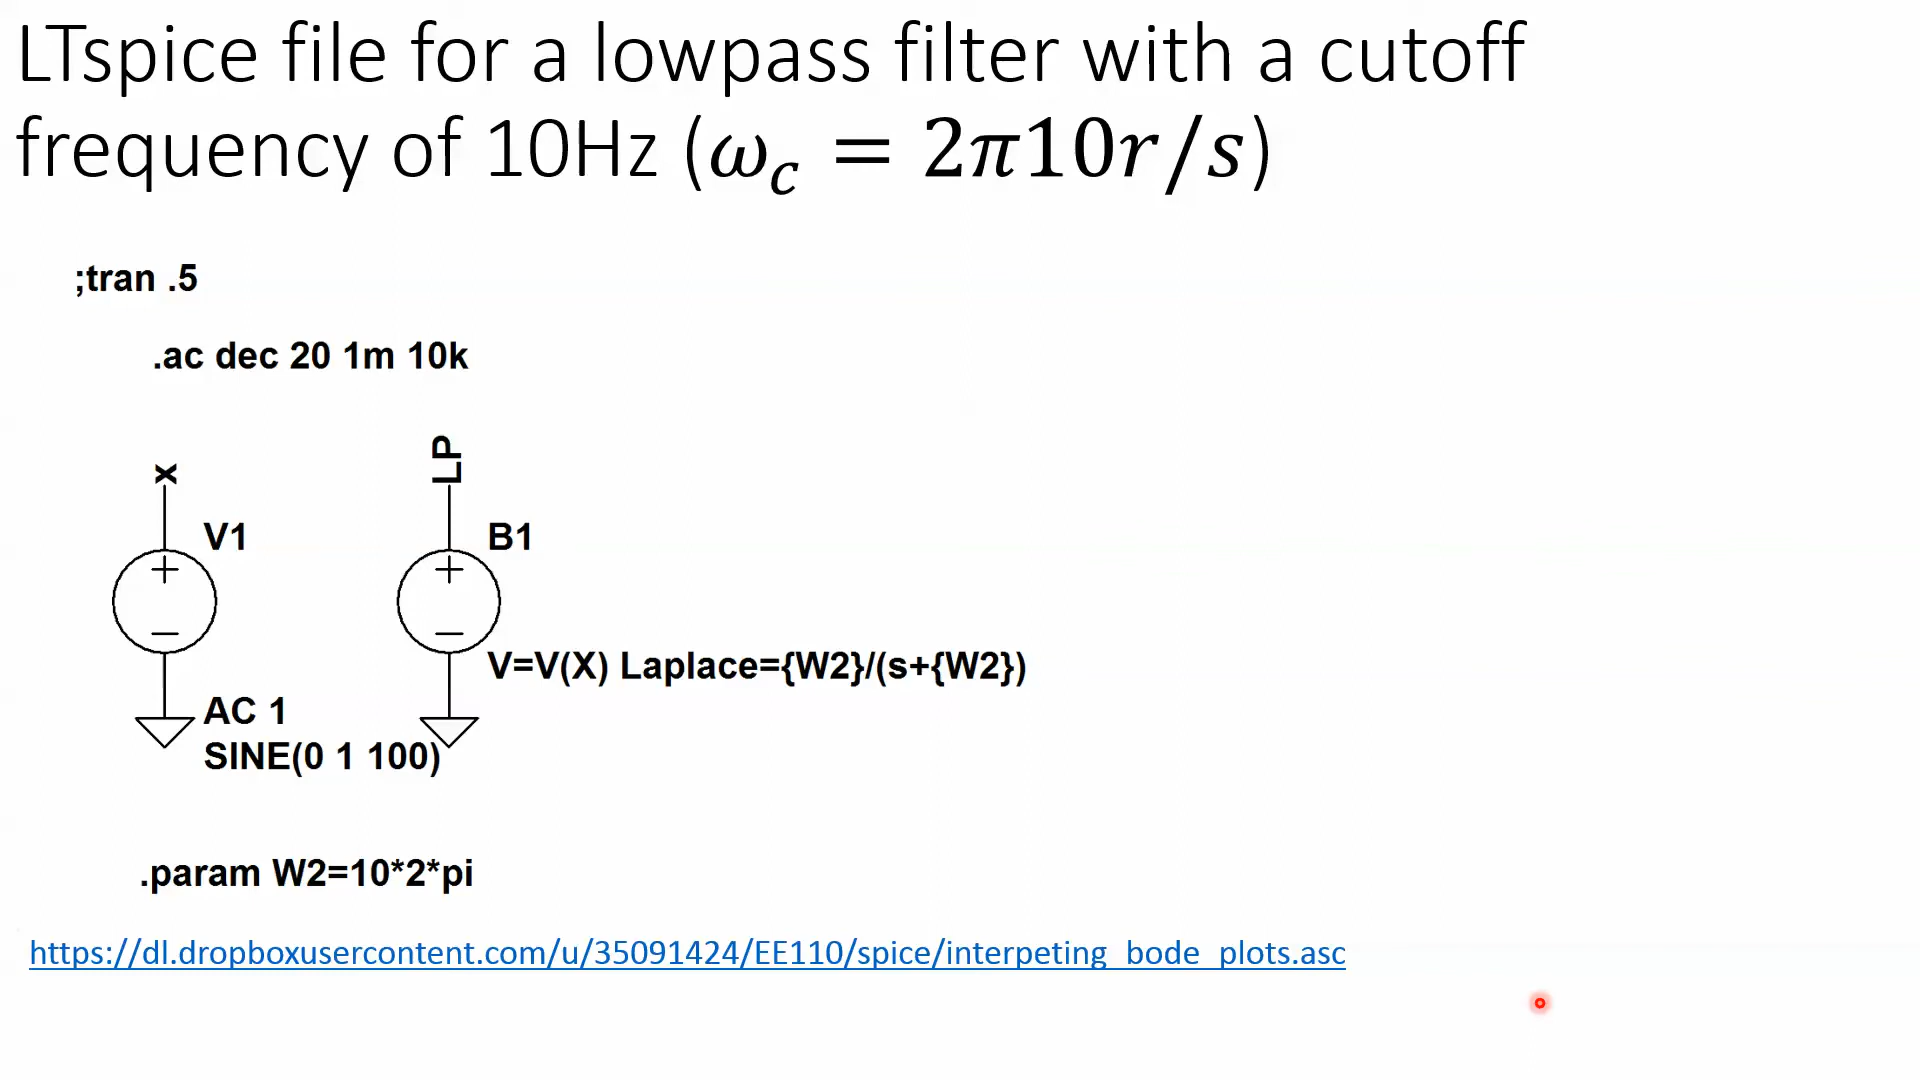 LTspice file for a lowpass filter with a cutoff
frequency of 10Hz (ω_c = 2π10r/s)
;tran .5
.ac dec 20 1m 10k
x
LP
V1
B1
V=V(X) Laplace={W2}/(s+{W2})
AC 1
SINE(0 1 100)
.param W2=10*2*pi
https://dl.dropboxusercontent.com/u/35091424/EE110/spice/interpeting_bode_plots.asc